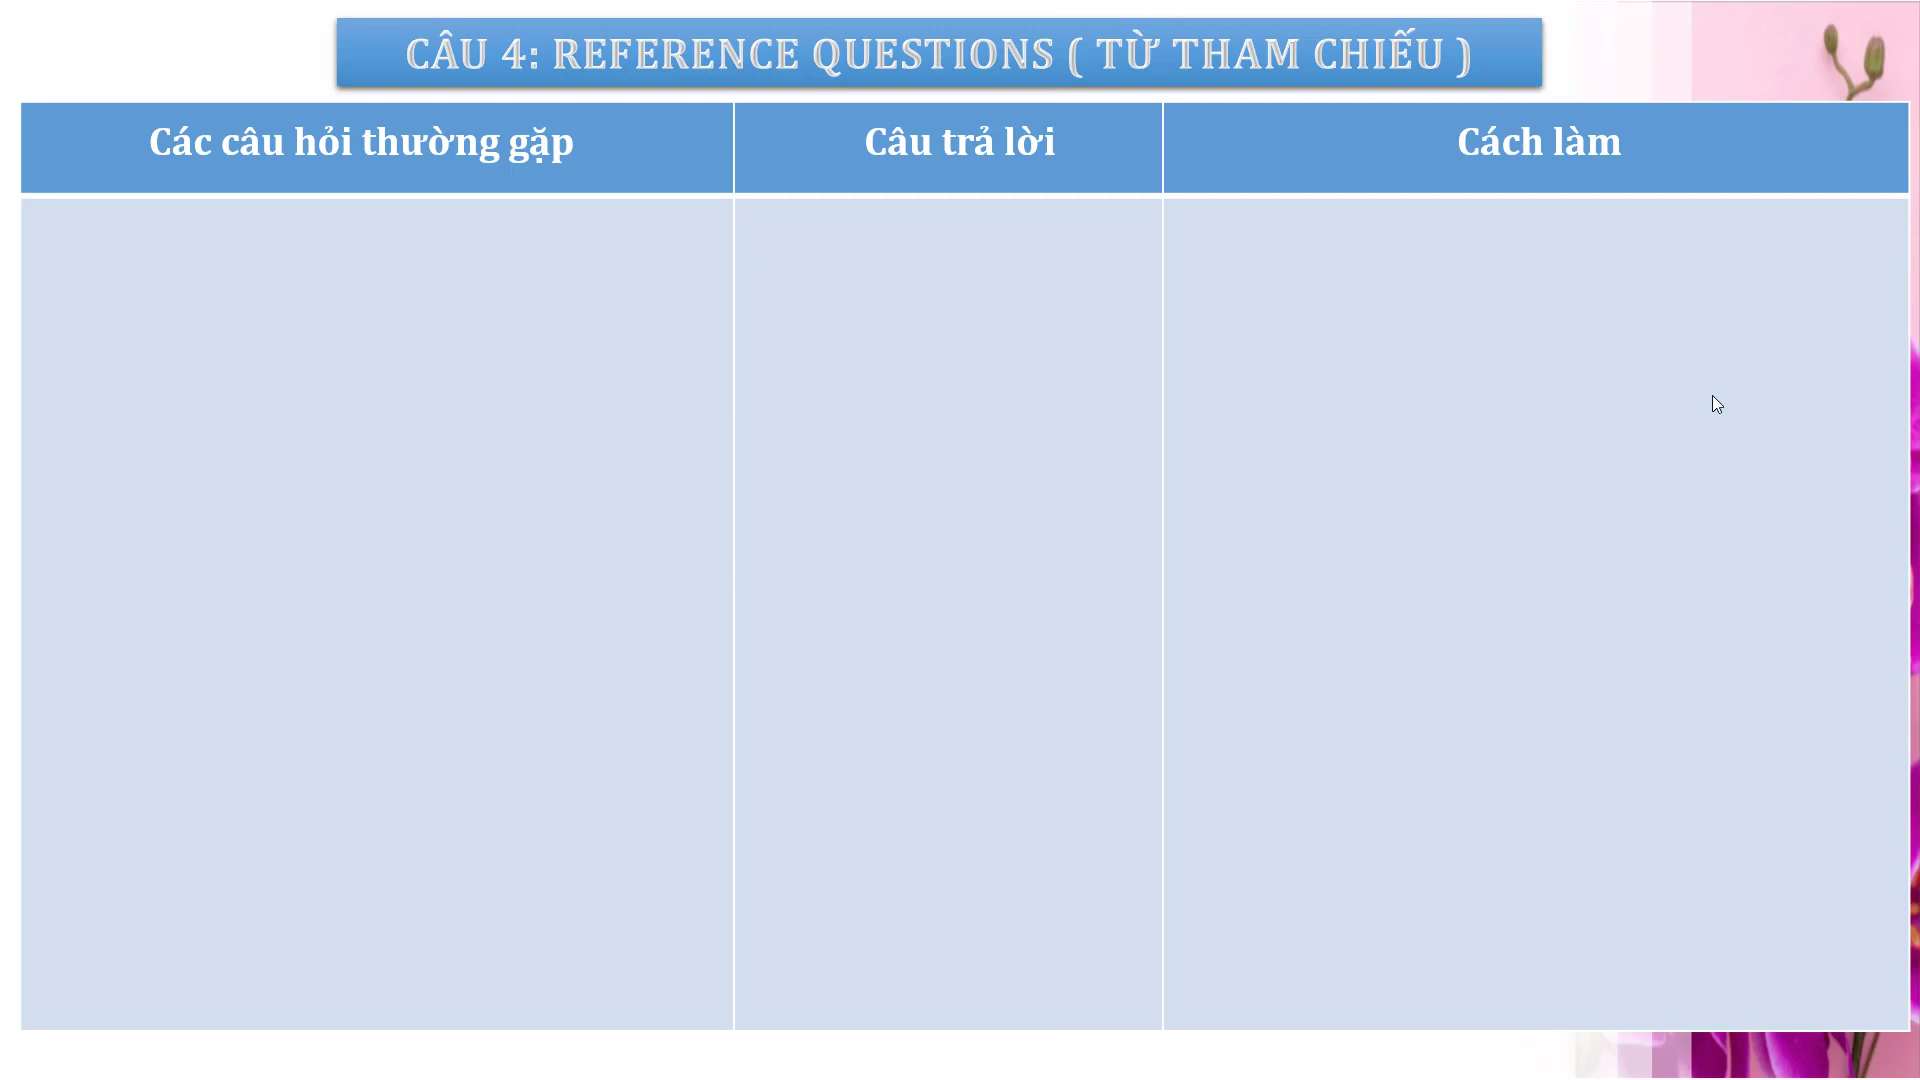 CÂU 4: REFERENCE QUESTIONS ( TỪ THAM CHIẾU )
Các câu hỏi thường gặp
Câu trả lời
Cách làm